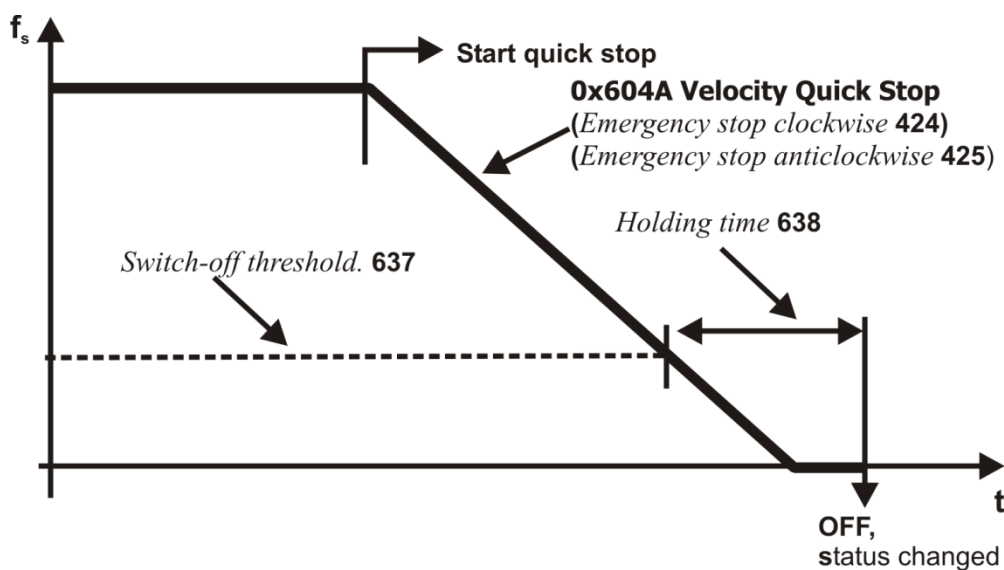 fs
Start quick stop
0x604A Velocity Quick Stop
(Emergency stop clockwise 424)
(Emergency stop anticlockwise 425)
Holding time 638
Switch-off threshold. 637
t
OFF,
status changed